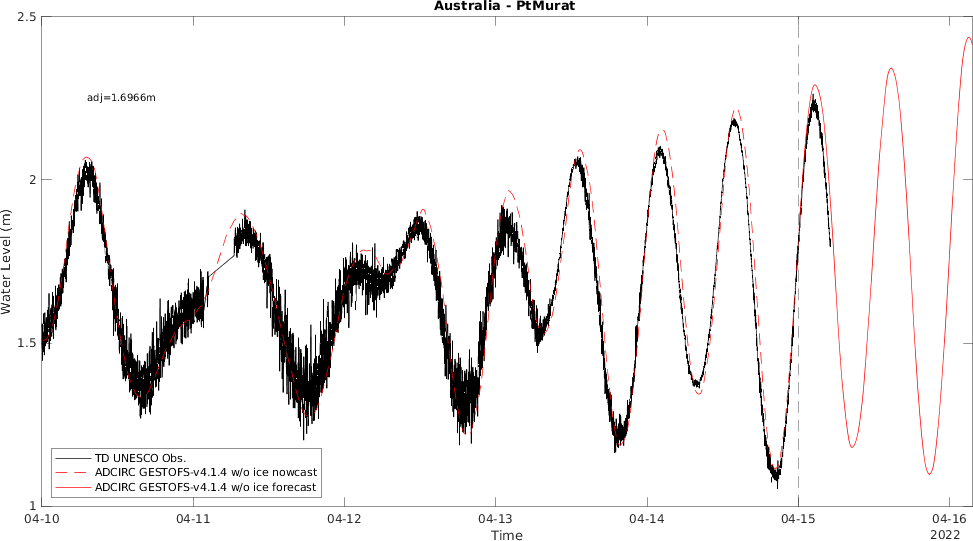 Australia - PtMurat
2.5
adj=1.6966m
2
Water Level (m)
1.5
TD UNESCO Obs.
ADCIRC GESTOFS-v4.1.4 w/o ice nowcast
ADCIRC GESTOFS-v4.1.4 w/o ice forecast
1
04-10 04-11 04-12 04-13 04-14 04-15 04-16
Time
2022